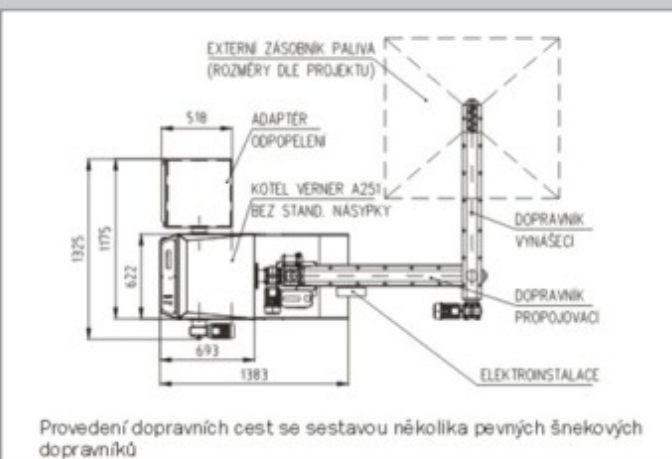 EXTERNÍ ZÁSOBNÍK PALIVA
(ROZMĚRY DLE PROJEKTU)
518
ADAPTÉR
ODPOPELENÍ
KOTEL VERNER A251
BEZ STAND. NÁSYPKY
1325
1175
622
DOPRAVNÍK
VYNÁŠECÍ
DOPRAVNÍK
PROPOJOVACÍ
693
1383
ELEKTROINSTALACE
Provedení dopravních cest se sestavou několika pevných šnekových
dopravníků